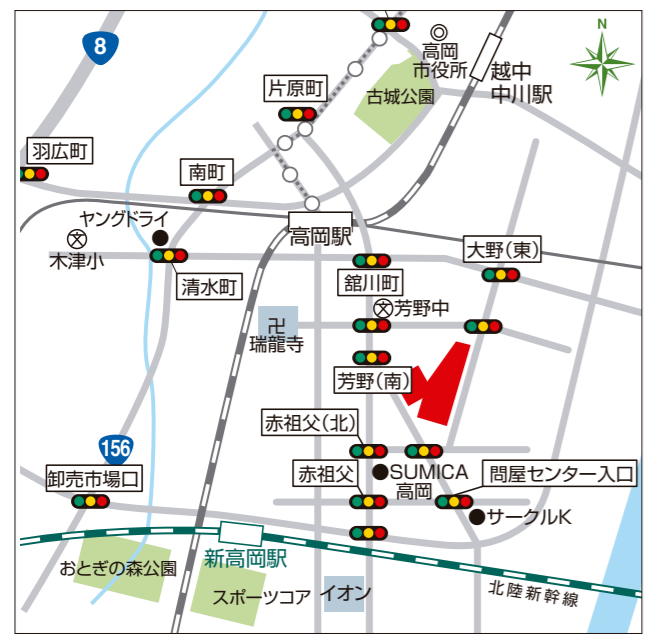 N
8
高岡
市役所
越中
中川駅
片原町
古城公園
羽広町
南町
ヤングドライ
高岡駅
木津小
文
大野(東)
清水町
舘川町
文
芳野中
卍
瑞龍寺
芳野(南)
赤祖父(北)
156
SUMICA
高岡
卸売市場口
赤祖父
問屋センター入口
サークルK
新高岡駅
おとぎの森公園
スポーツコア
イオン
北陸新幹線